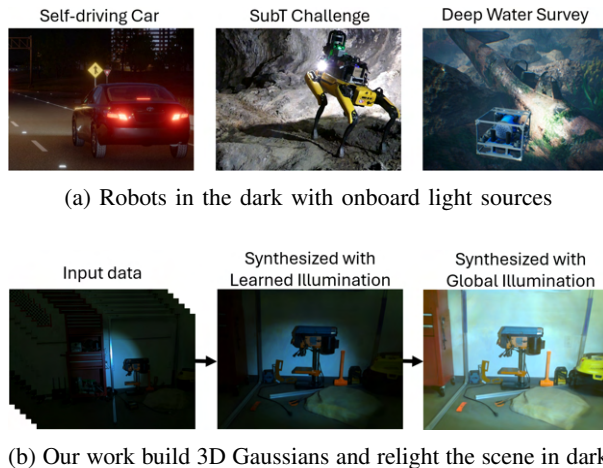 Self-driving Car
SubT Challenge
Deep Water Survey
(a) Robots in the dark with onboard light sources
Input data
Synthesized with
Learned Illumination
Synthesized with
Global Illumination
(b) Our work build 3D Gaussians and relight the scene in dark